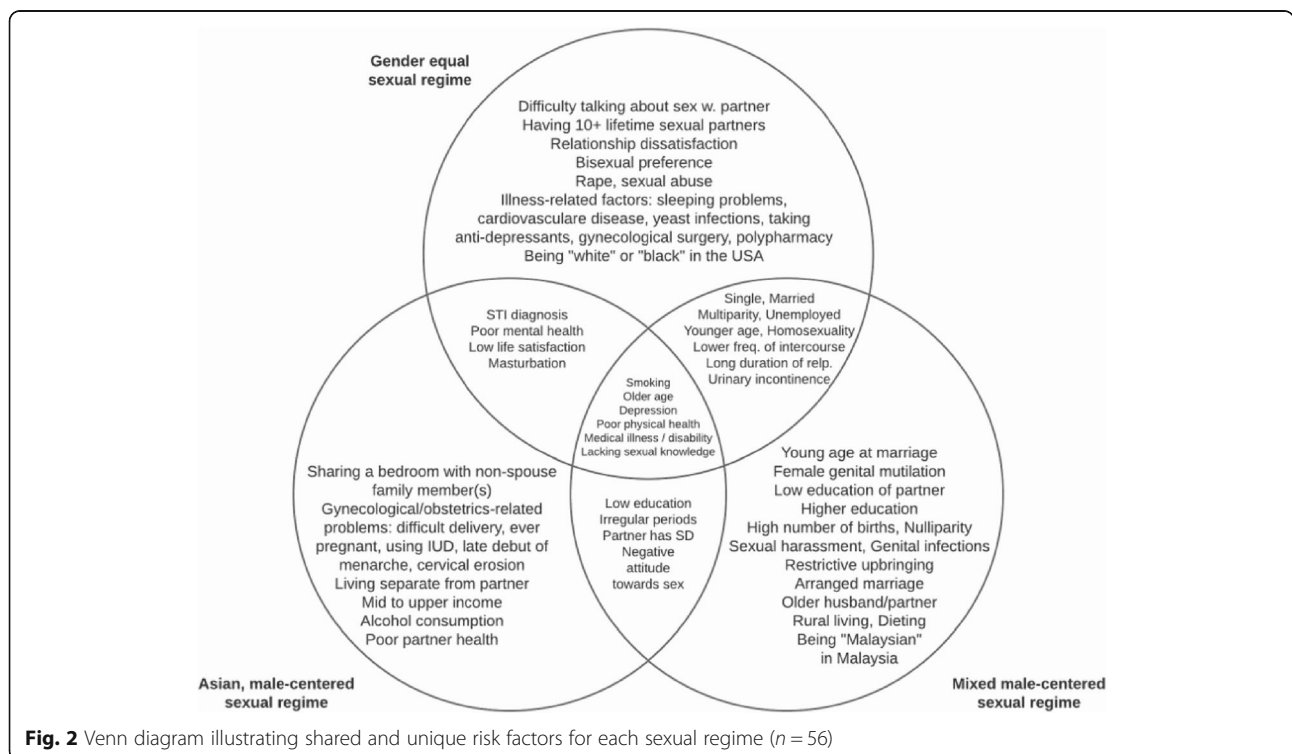 Gender equal
sexual regime
Difficulty talking about sex w. partner
Having 10+ lifetime sexual partners
Relationship dissatisfaction
Bisexual preference
Rape, sexual abuse
Illness-related factors: sleeping problems,
cardiovasculare disease, yeast infections, taking
anti-depressants, gynecological surgery, polypharmacy
Being "white" or "black" in the USA
STI diagnosis
Poor mental health
Low life satisfaction
Masturbation
Single, Married
Multiparity, Unemployed
Younger age, Homosexuality
Lower freq. of intercourse
Long duration of relp.
Urinary incontinence
Smoking
Older age
Depression
Poor physical health
Medical illness / disability
Lacking sexual knowledge
Sharing a bedroom with non-spouse
family member(s)
Gynecological/obstetrics-related
problems: difficult delivery, ever
pregnant, using IUD, late debut of
menarche, cervical erosion
Living separate from partner
Mid to upper income
Alcohol consumption
Poor partner health
Low education
Irregular periods
Partner has SD
Negative
attitude
towards sex
Young age at marriage
Female genital mutilation
Low education of partner
Higher education
High number of births, Nulliparity
Sexual harassment, Genital infections
Restrictive upbringing
Arranged marriage
Older husband/partner
Rural living, Dieting
Being "Malaysian"
in Malaysia
Asian, male-centered
sexual regime
Mixed male-centered
sexual regime
Fig. 2 Venn diagram illustrating shared and unique risk factors for each sexual regime (n = 56)